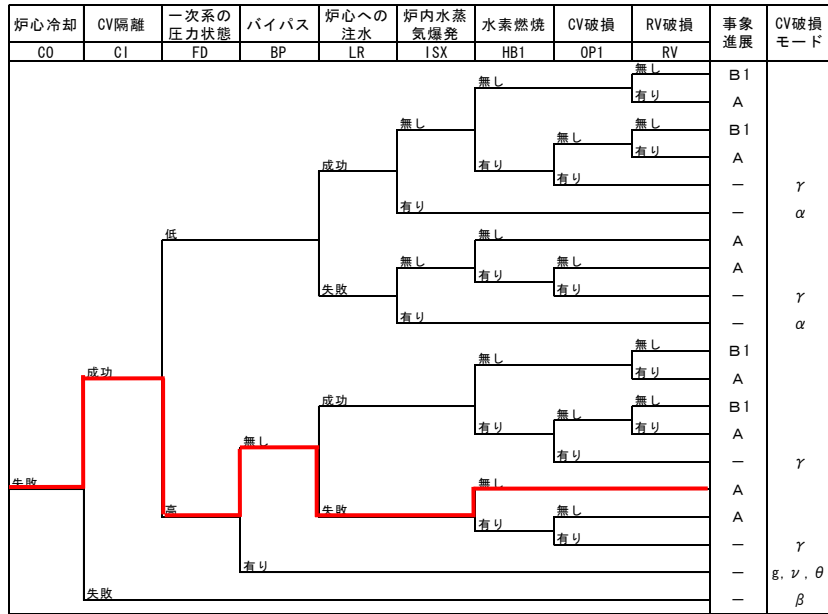 炉心冷却 CV隔離 一次系の圧力状態 バイパス 炉心への注水 炉内水蒸気爆発 水素燃焼 CV破損 RV破損 事象進展 CV破損モード
CO CI FD BP LR ISX HB1 OP1 RV
無し B1
無し
有り A
無し
無し B1
無し
有り A
成功 有り
有り － γ
有り － α
低
無し A
無し
無し A
有り
失敗
有り － γ
有り － α
無し B1
無し
成功
有り A
成功
無し B1
無し
有り
有り A
無し
有り － γ
失敗
無し A
高 失敗
無し A
有り
有り － γ
有り － g, ν, θ
失敗 － β